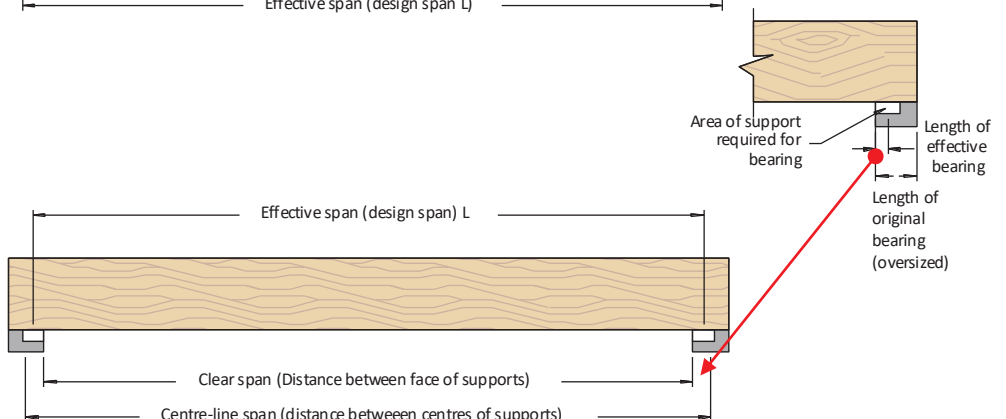 Effective span (design span L)
Area of support
required for
bearing
Length of
effective
bearing
Length of
original
bearing
(oversized)
Effective span (design span) L
Clear span (Distance between face of supports)
Centre-line span (distance betweeen centres of supports)